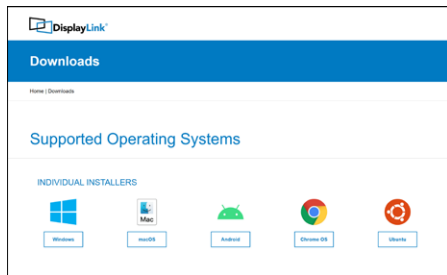 DisplayLink®
Downloads
Home | Downloads
Supported Operating Systems
INDIVIDUAL INSTALLERS
Mac
Windows
macOS
Android
Chrome OS
Ubuntu